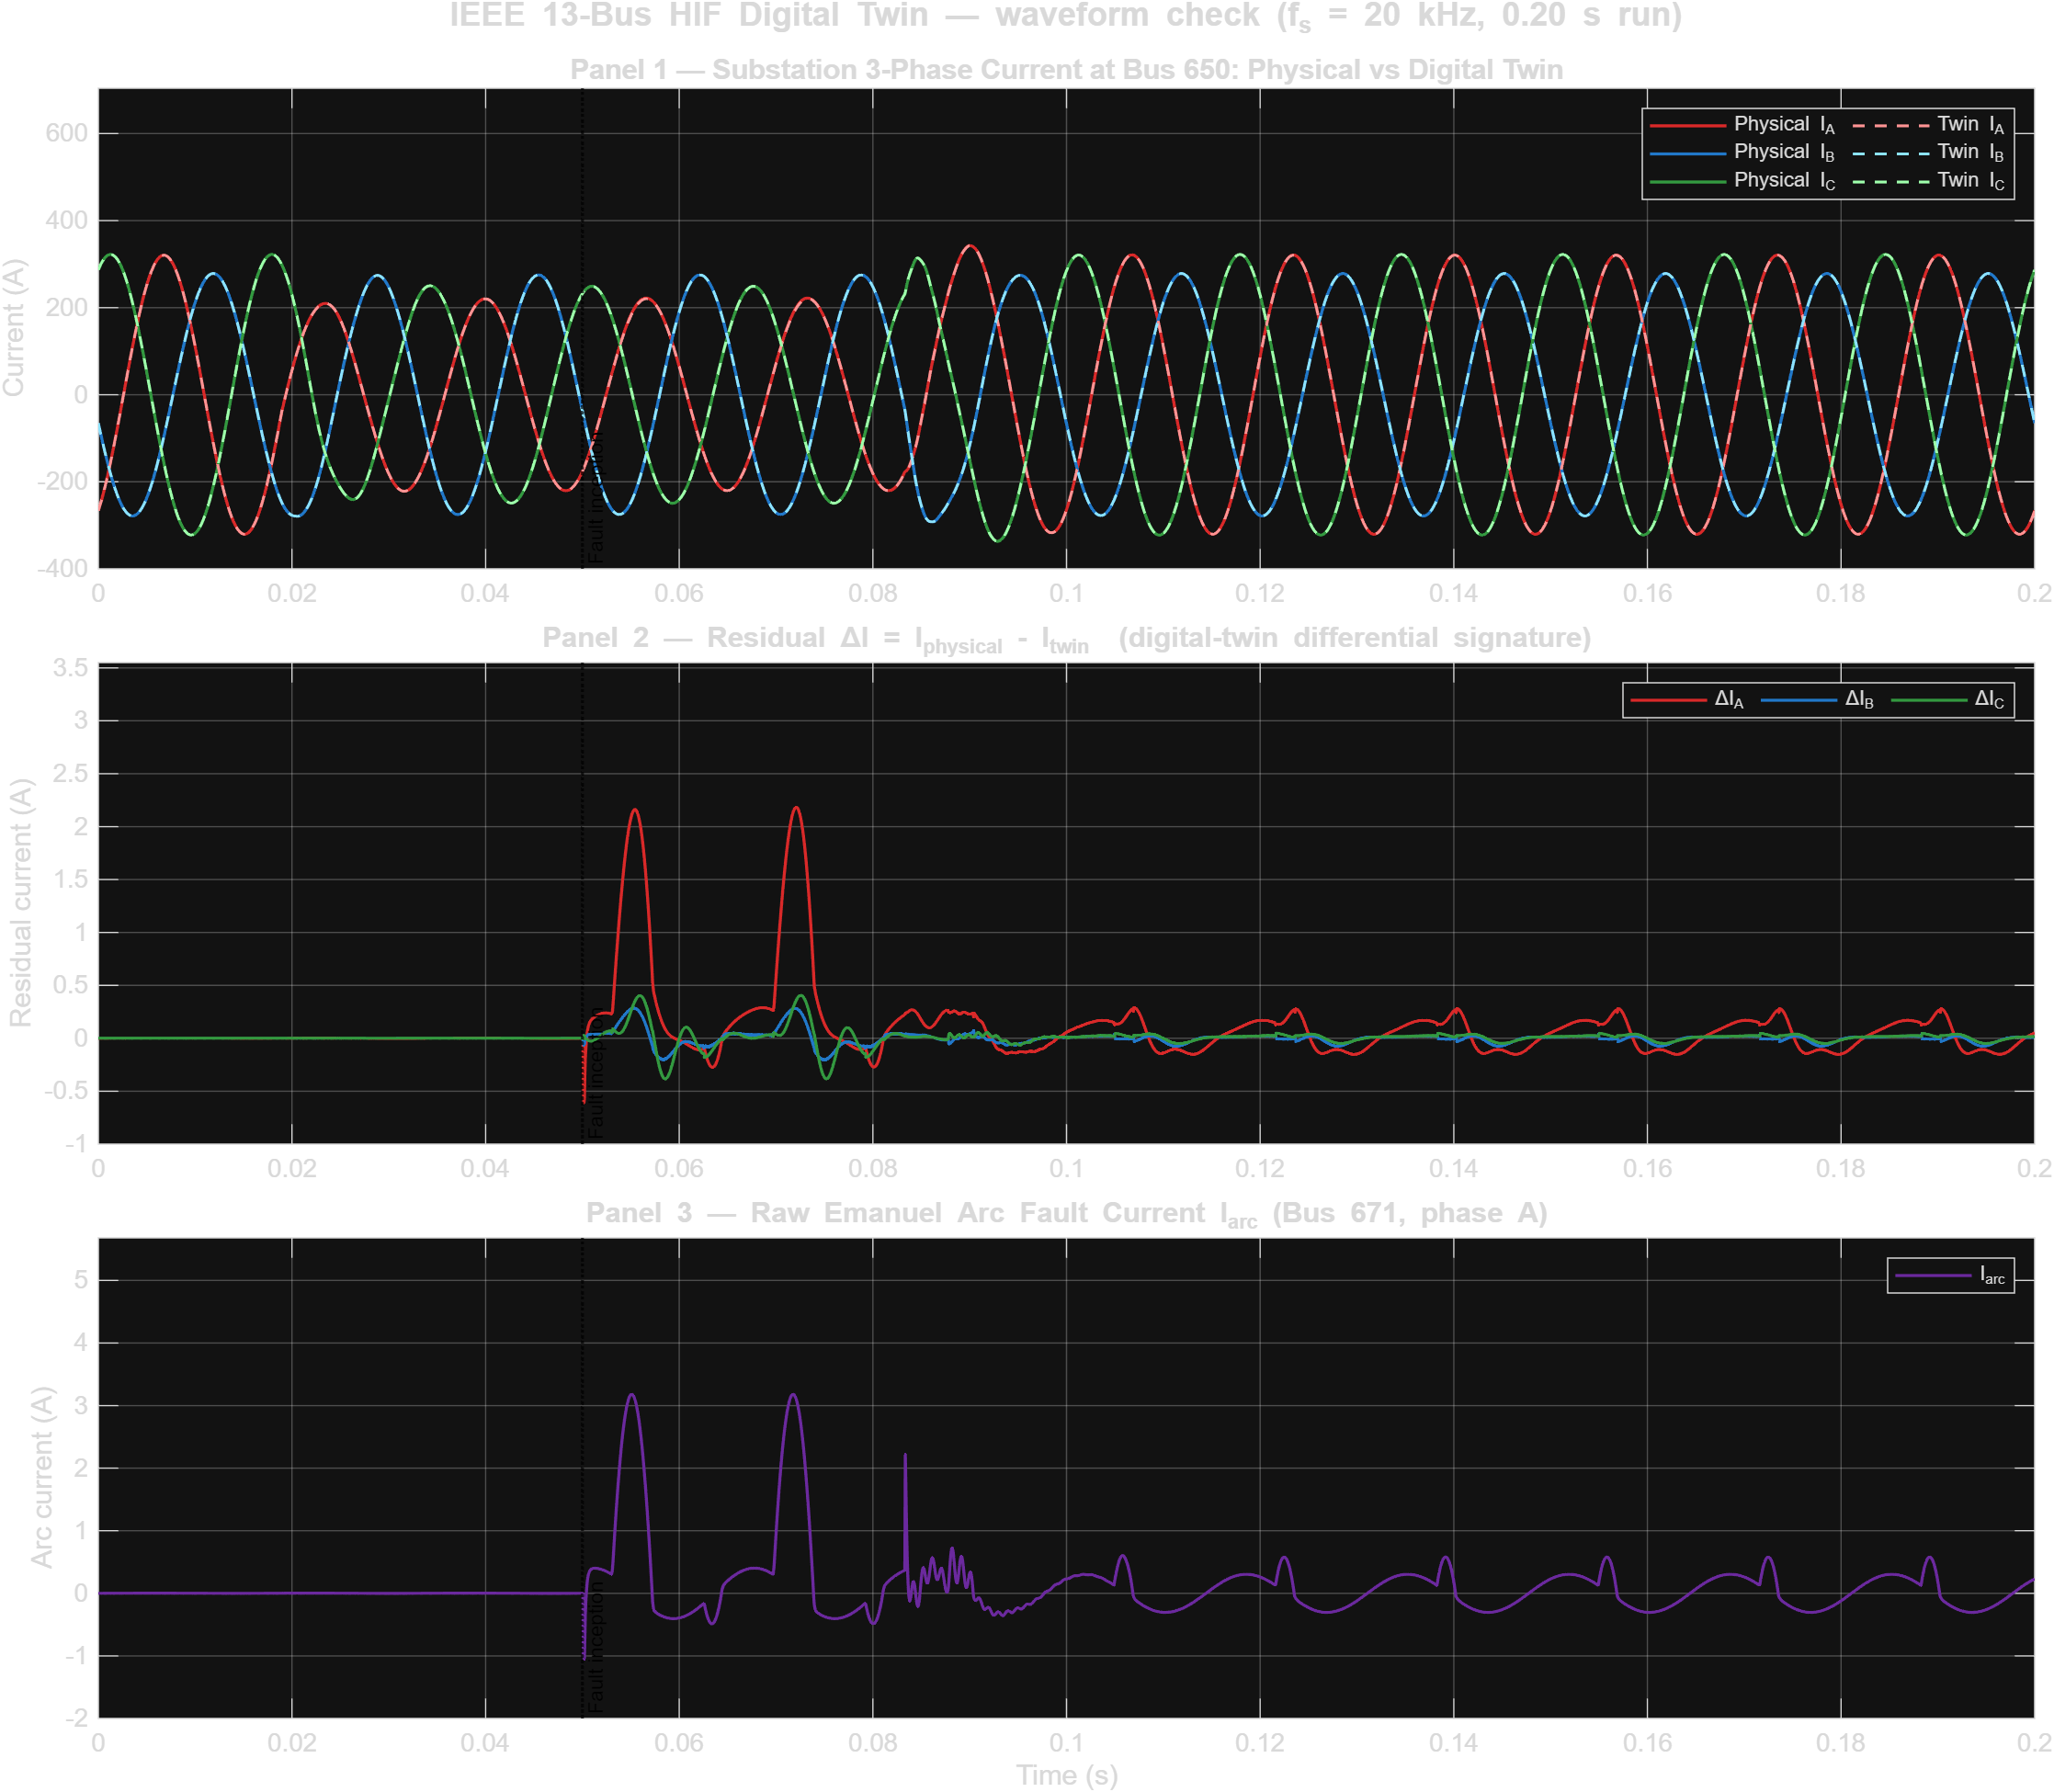 IEEE 13-Bus HIF Digital Twin — waveform check (fs = 20 kHz, 0.20 s run)
Panel 1 — Substation 3-Phase Current at Bus 650: Physical vs Digital Twin
Current (A)
600
400
200
0
-200
-400
Physical IA Twin IA
Physical IB Twin IB
Physical IC Twin IC
Fault inception
0 0.02 0.04 0.06 0.08 0.1 0.12 0.14 0.16 0.18 0.2
Panel 2 — Residual ΔI = Iphysical - Itwin (digital-twin differential signature)
Residual current (A)
3.5
3
2.5
2
1.5
1
0.5
0
-0.5
-1
ΔIA ΔIB ΔIC
Fault inception
0 0.02 0.04 0.06 0.08 0.1 0.12 0.14 0.16 0.18 0.2
Panel 3 — Raw Emanuel Arc Fault Current Iarc (Bus 671, phase A)
Arc current (A)
5
4
3
2
1
0
-1
-2
Iarc
Fault inception
0 0.02 0.04 0.06 0.08 0.1 0.12 0.14 0.16 0.18 0.2
Time (s)